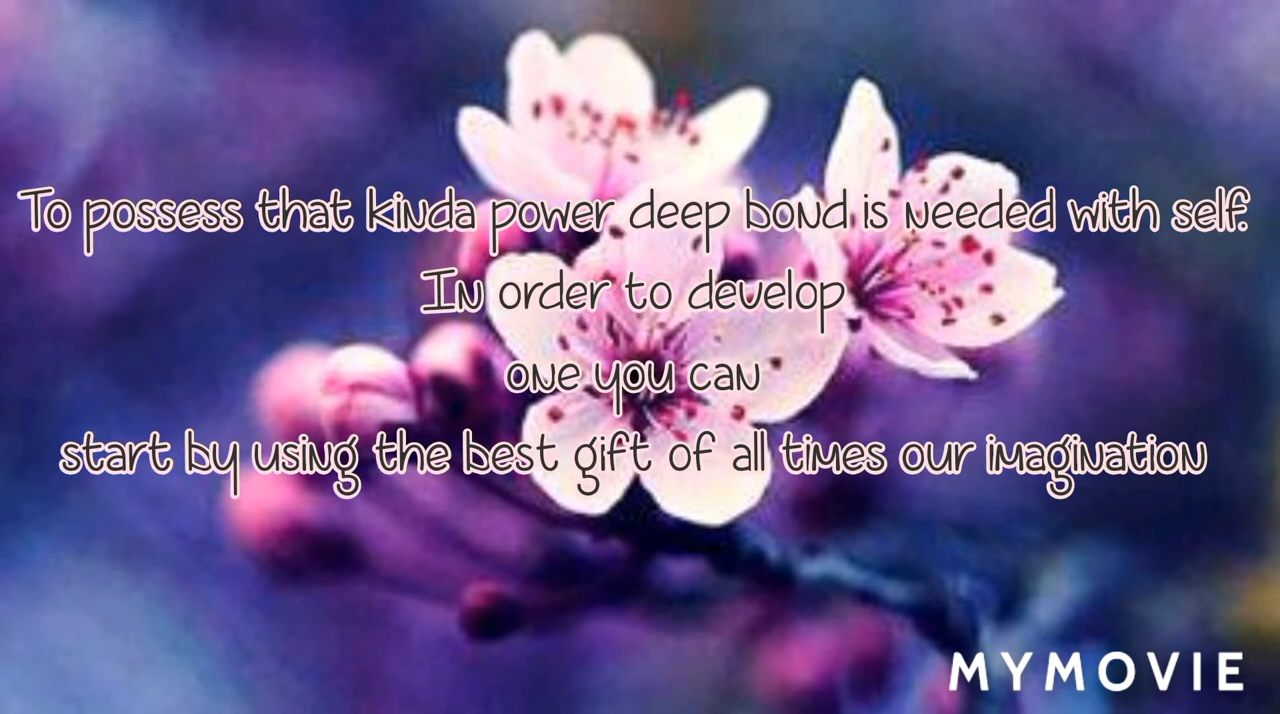 To possess that kinda power deep bond is needed with self.
In order to develop
one you can
start by using the best gift of all times our imagination
MYMOVIE